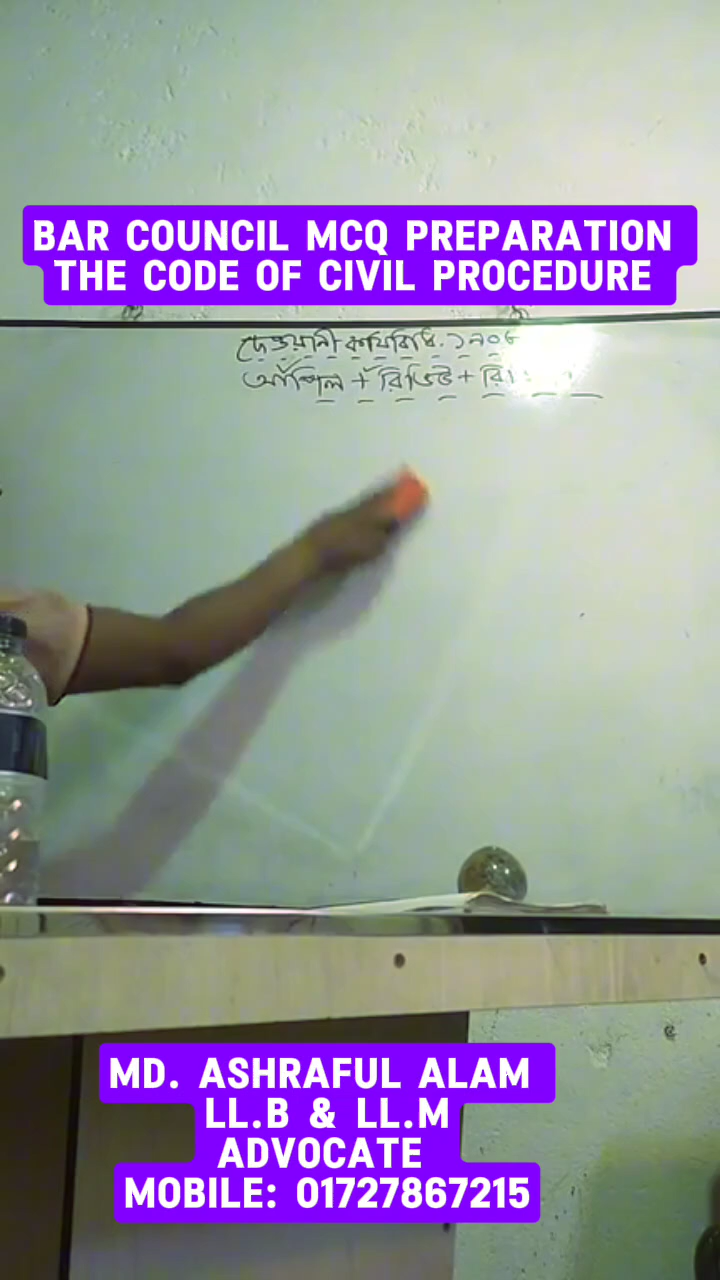 BAR COUNCIL MCQ PREPARATION
THE CODE OF CIVIL PROCEDURE
দেওয়ানী কার্যবিধি. ১৯০৮
আপিল + রিভিউ +
MD. ASHRAFUL ALAM
LL.B & LL.M
ADVOCATE
MOBILE: 01727867215